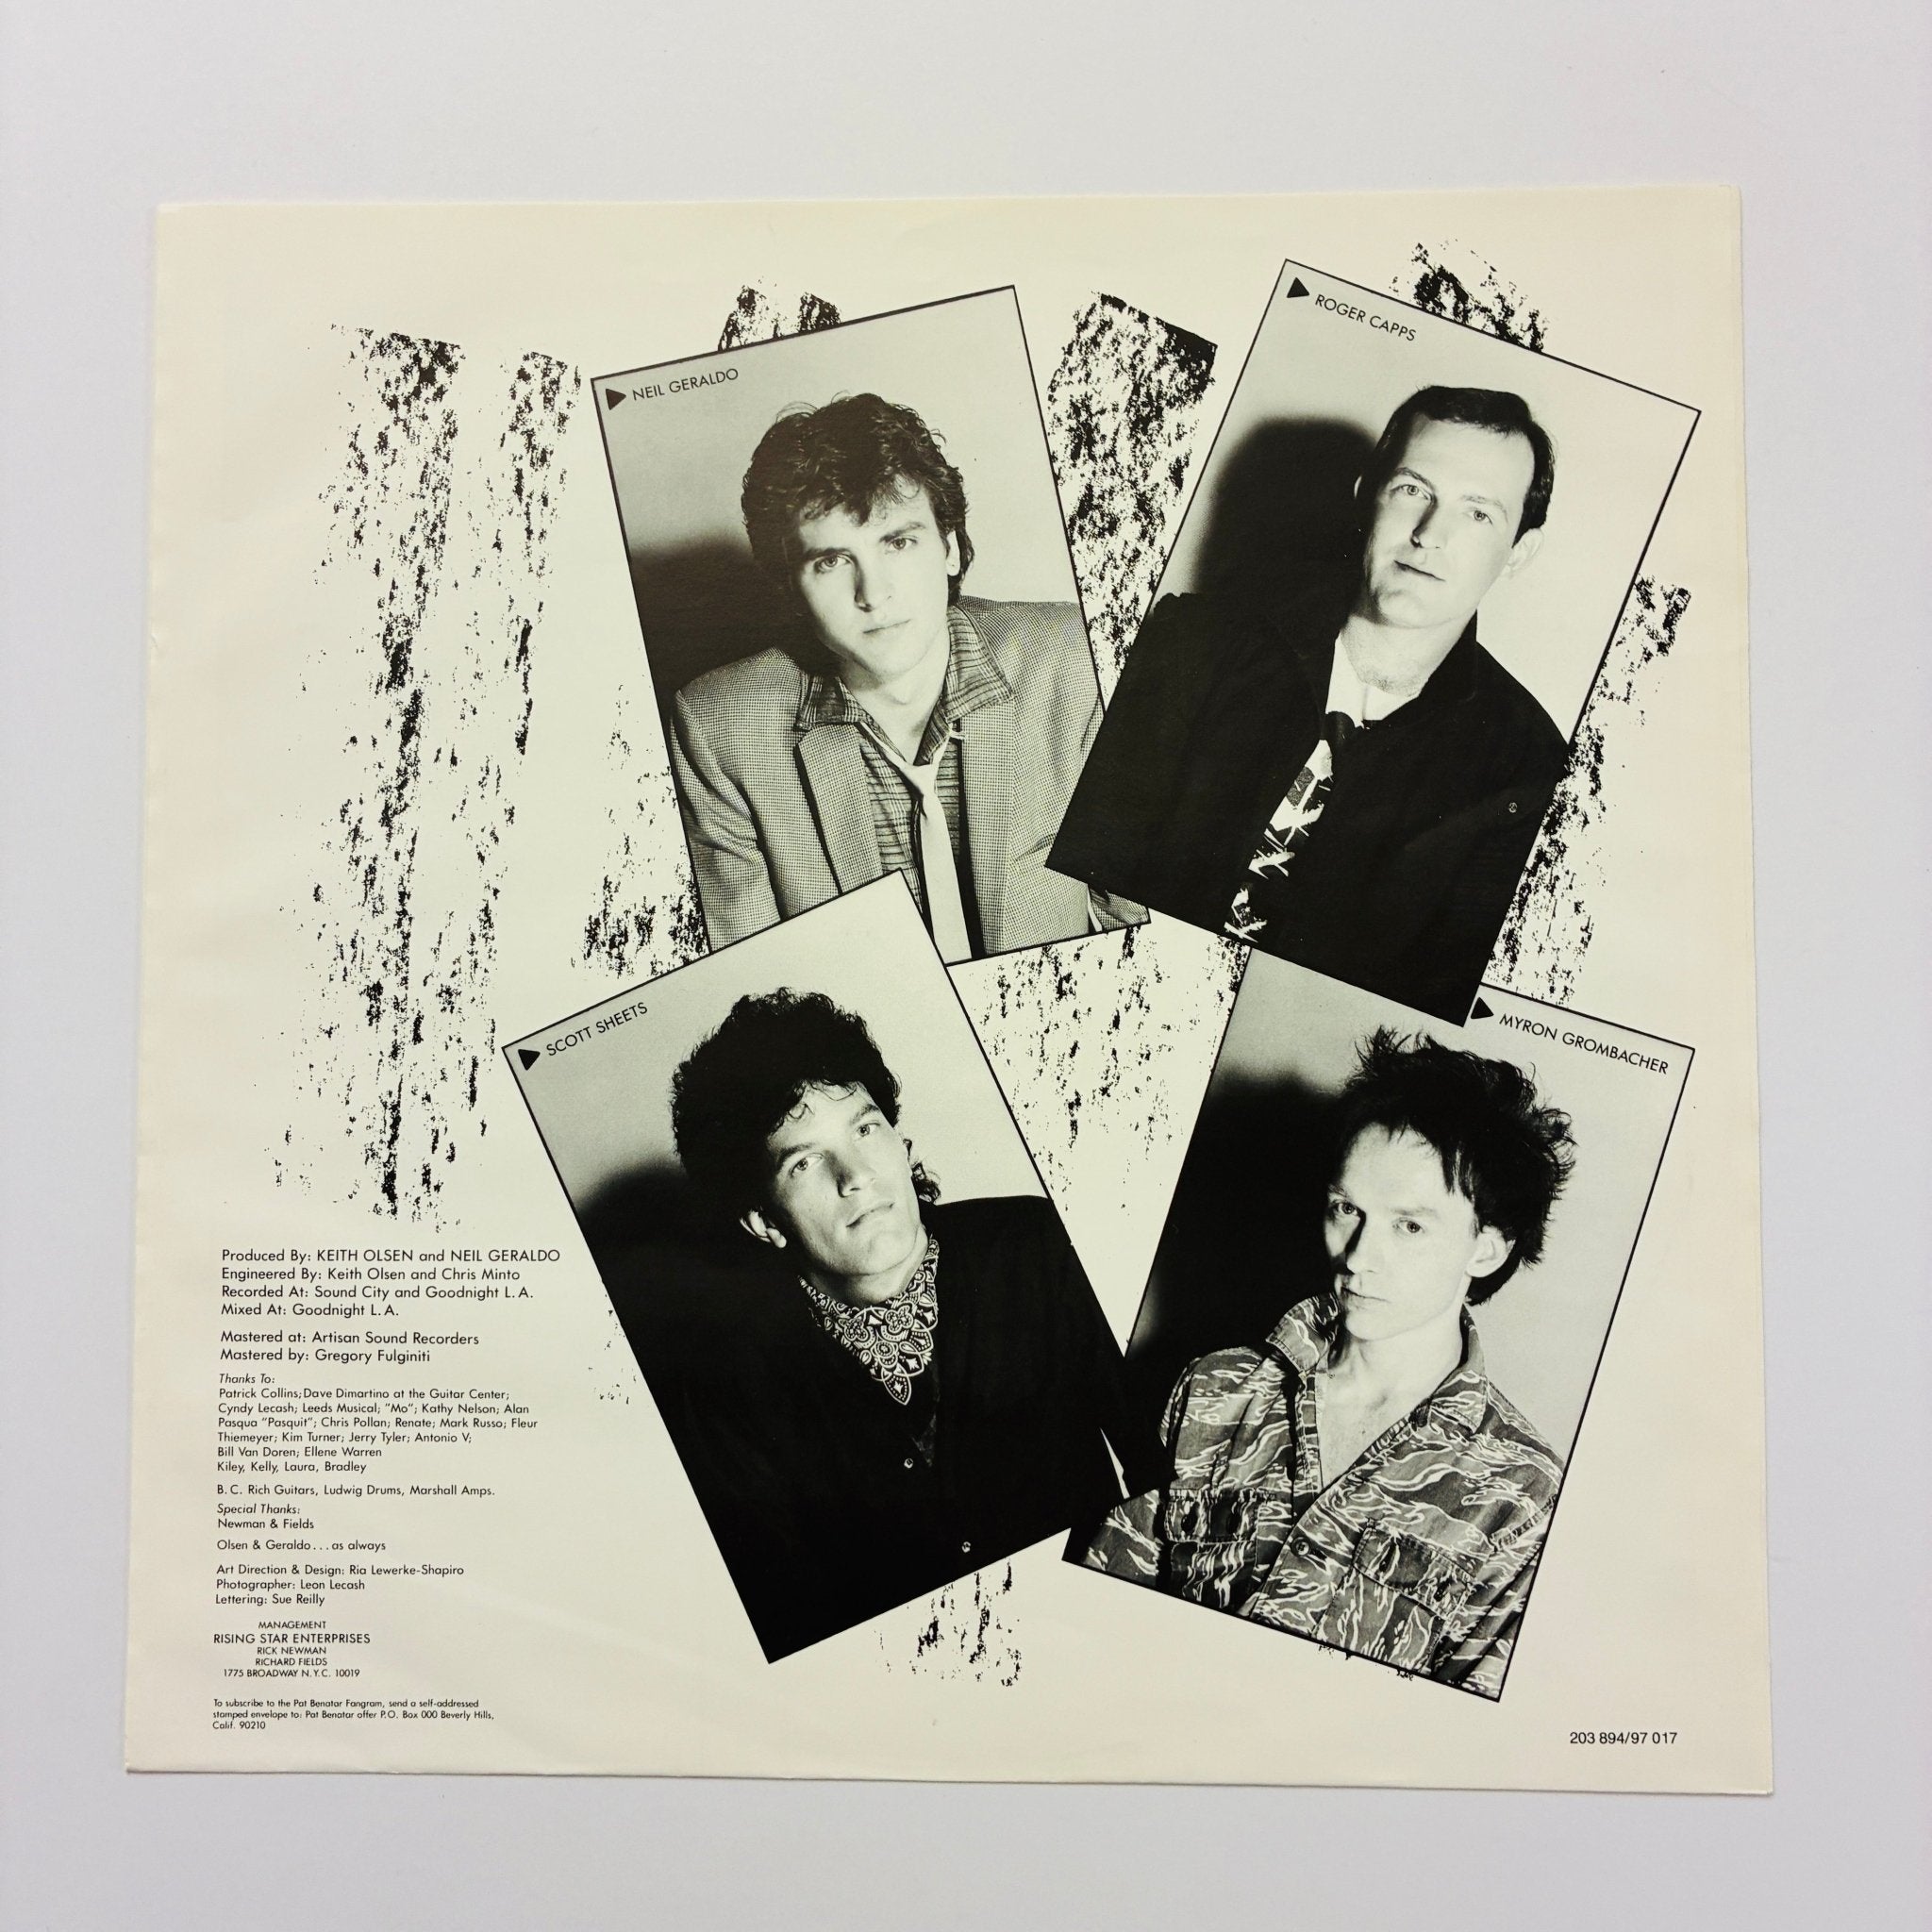 NEIL GERALDO
ROGER CAPPS
SCOTT SHEETS
MYRON GROMBACHER
Produced By: KEITH OLSEN and NEIL GERALDO
Engineered By: Keith Olsen and Chris Minto
Recorded At: Sound City and Goodnight L.A.
Mixed At: Goodnight L.A.
Mastered at: Artisan Sound Recorders
Mastered by: Gregory Fulginiti
Thanks To:
Patrick Collins; Dave Dimartino at the Guitar Center;
Cyndy Lecash; Leeds Musical; “Mo”; Kathy Nelson; Alan
Pasqua “Pasquit”; Chris Pollan; Renate; Mark Russo; Fleur
Thiemeyer; Kim Turner; Jerry Tyler; Antonio V;
Bill Van Doren; Ellene Warren
Kiley, Kelly, Laura, Bradley
B.C. Rich Guitars, Ludwig Drums, Marshall Amps.
Special Thanks:
Newman & Fields
Olsen & Geraldo...as always
Art Direction & Design: Ria Lewerke-Shapiro
Photographer: Leon Lecash
Lettering: Sue Reilly
MANAGEMENT
RISING STAR ENTERPRISES
RICK NEWMAN
RICHARD FIELDS
1775 BROADWAY N.Y.C. 10019
To subscribe to the Pat Benatar Fangram, send a self-addressed
stamped envelope to: Pat Benatar offer P.O. Box 000 Beverly Hills,
Calif. 90210
203 894/97 017